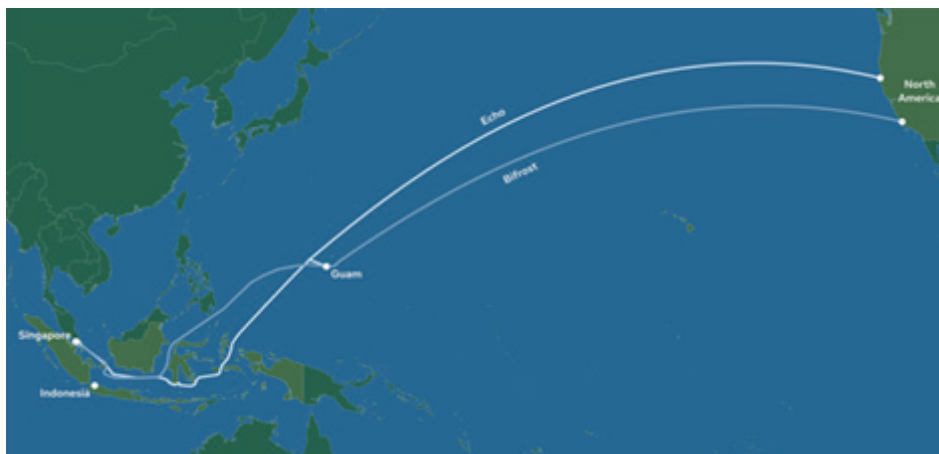 Echo
North
America
Bifrost
Guam
Singapore
Indonesia